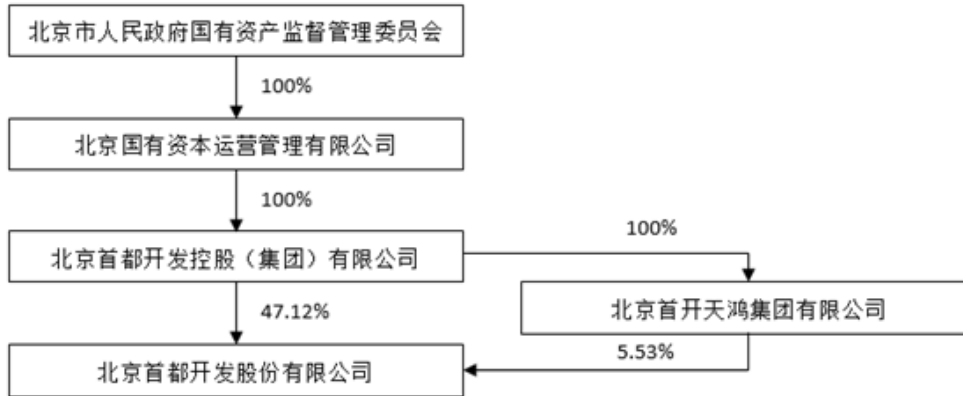 北京市人民政府国有资产监督管理委员会
100%
北京国有资本运营管理有限公司
100%
100%
北京首都开发控股（集团）有限公司
47.12%
北京首开天鸿集团有限公司
5.53%
北京首都开发股份有限公司